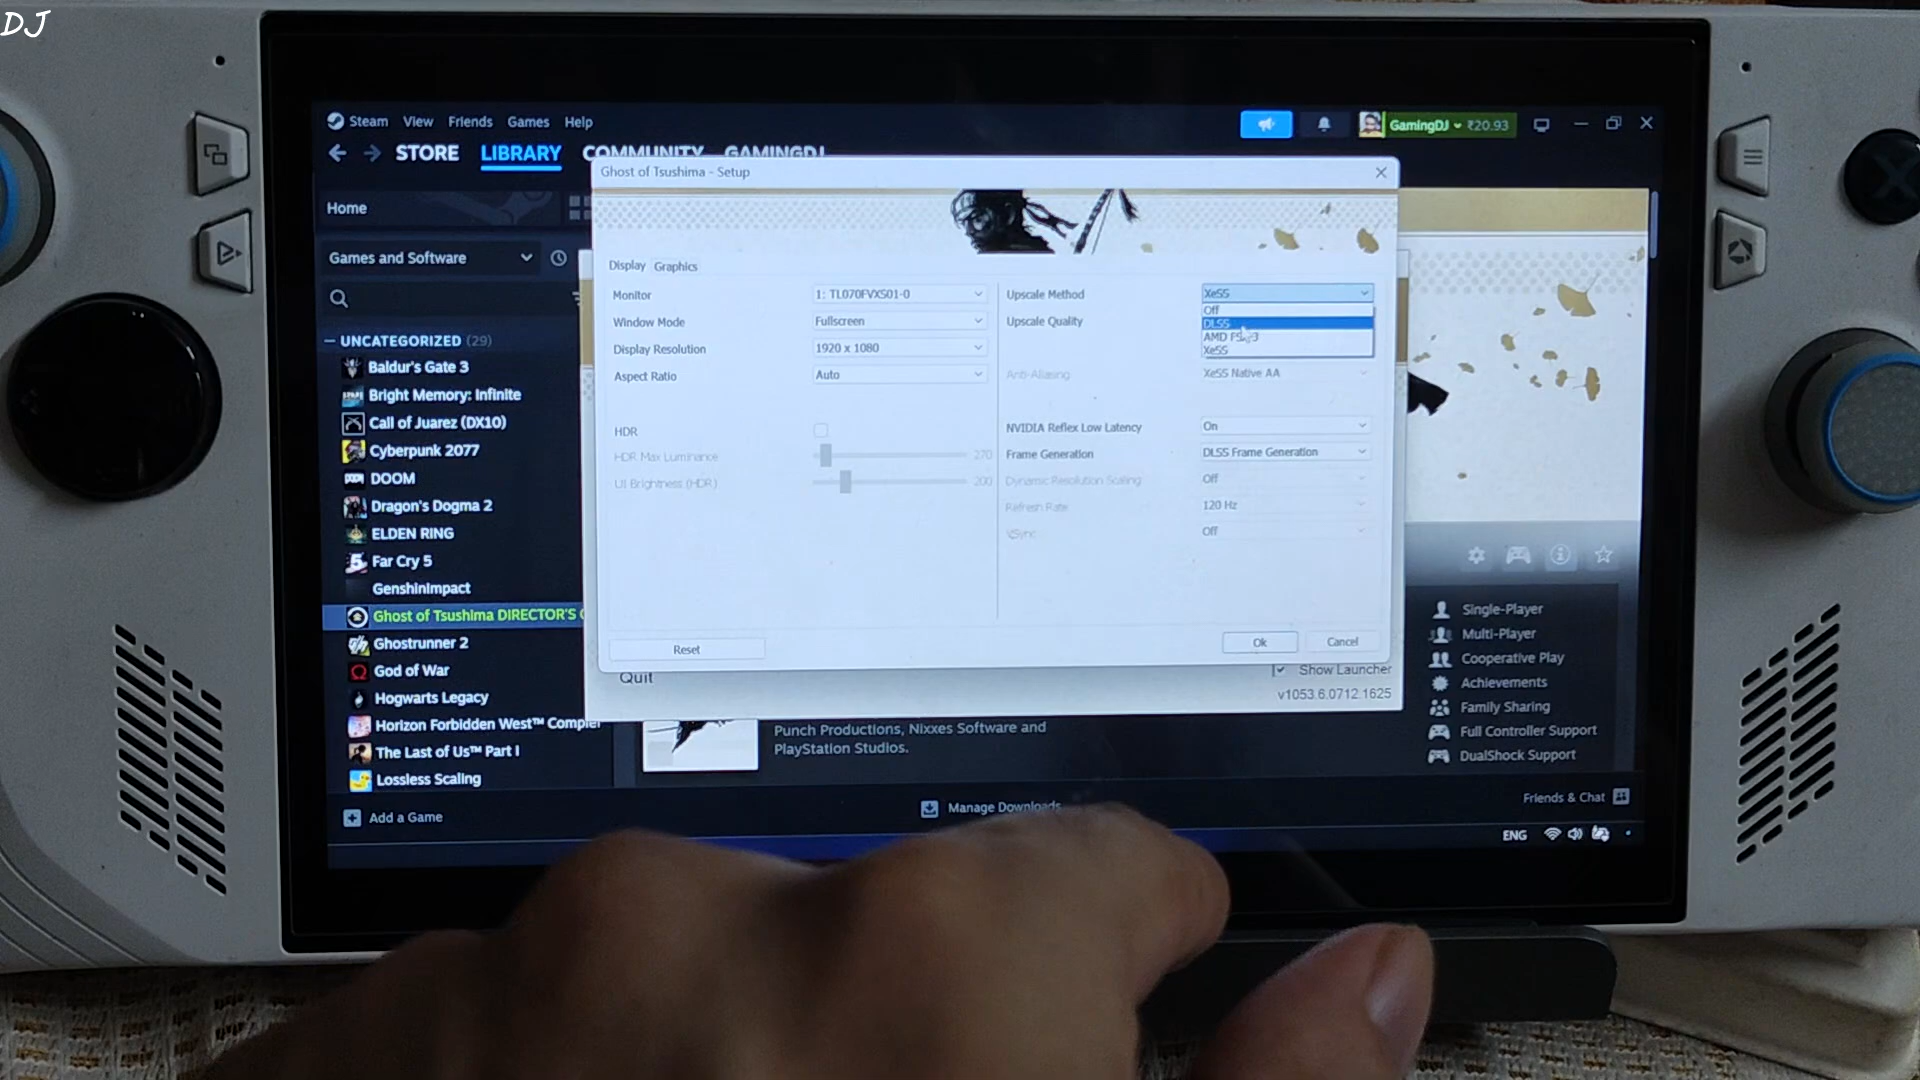 DJ
Steam View Friends Games Help
GamingDJ ₹20.93
STORE LIBRARY COMMUNITY GAMINGDJ
Ghost of Tsushima - Setup
Home
Games and Software
UNCATEGORIZED (29)
Baldur's Gate 3
Bright Memory: Infinite
Call of Juarez (DX10)
Cyberpunk 2077
DOOM
Dragon's Dogma 2
ELDEN RING
Far Cry 5
GenshinImpact
Ghost of Tsushima DIRECTOR'S
Ghostrunner 2
God of War
Hogwarts Legacy
Horizon Forbidden West™
The Last of Us™ Part I
Lossless Scaling
Add a Game
Display Graphics
Monitor 1: TL070FVXS01-0
Window Mode Fullscreen
Display Resolution 1920 x 1080
Aspect Ratio Auto
HDR
HDR Max Luminance 270
UI Brightness (HDR) 200
Upscale Method XeSS
Off
Upscale Quality DLSS
AMD
XeSS
Anti-Aliasing XeSS Native AA
NVIDIA Reflex Low Latency On
Frame Generation DLSS Frame Generation
Dynamic Resolution Scaling Off
Refresh Rate 120 Hz
VSync Off
Reset Ok Cancel
Quit Show Launcher
v1053.6.0712.1625
Punch Productions, Nixxes Software and
PlayStation Studios.
Single-Player
Multi-Player
Cooperative Play
Achievements
Family Sharing
Full Controller Support
DualShock Support
Manage Downloads
Friends & Chat
ENG